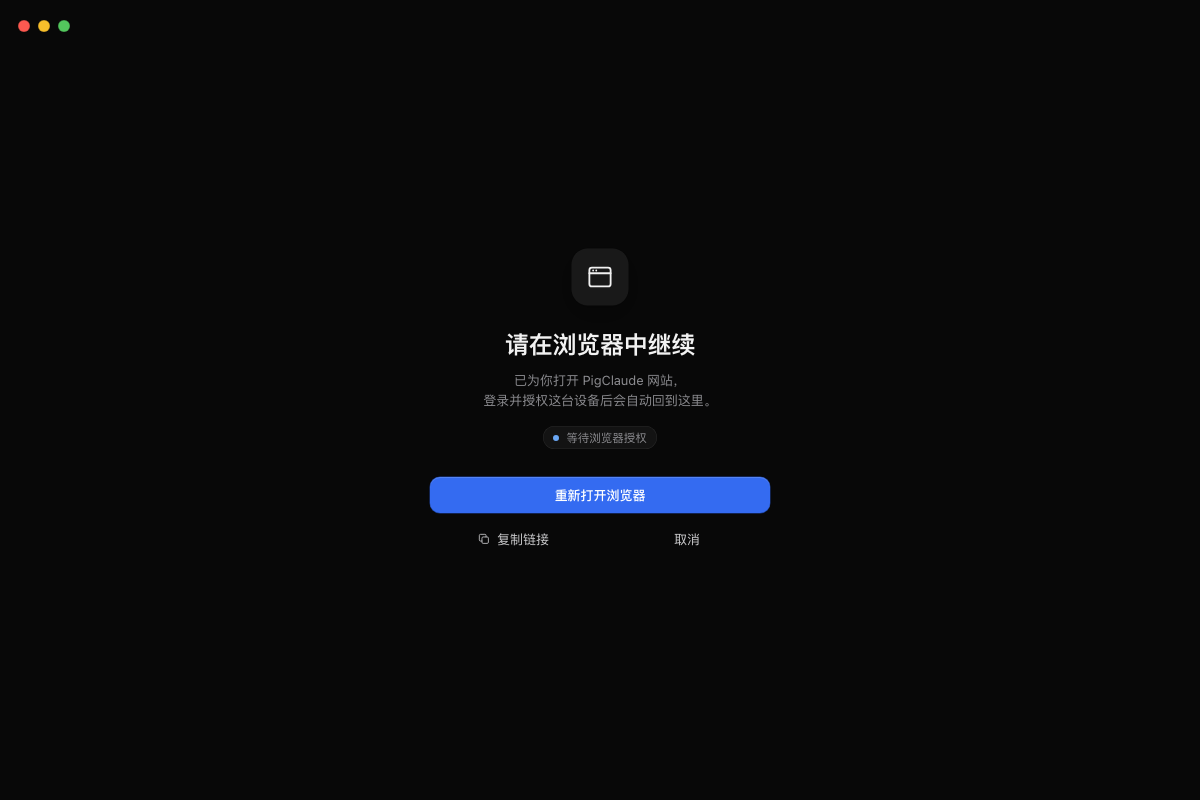 请在浏览器中继续
已为你打开 PigClaude 网站，
登录并授权这台设备后会自动回到这里。
等待浏览器授权
重新打开浏览器
复制链接
取消